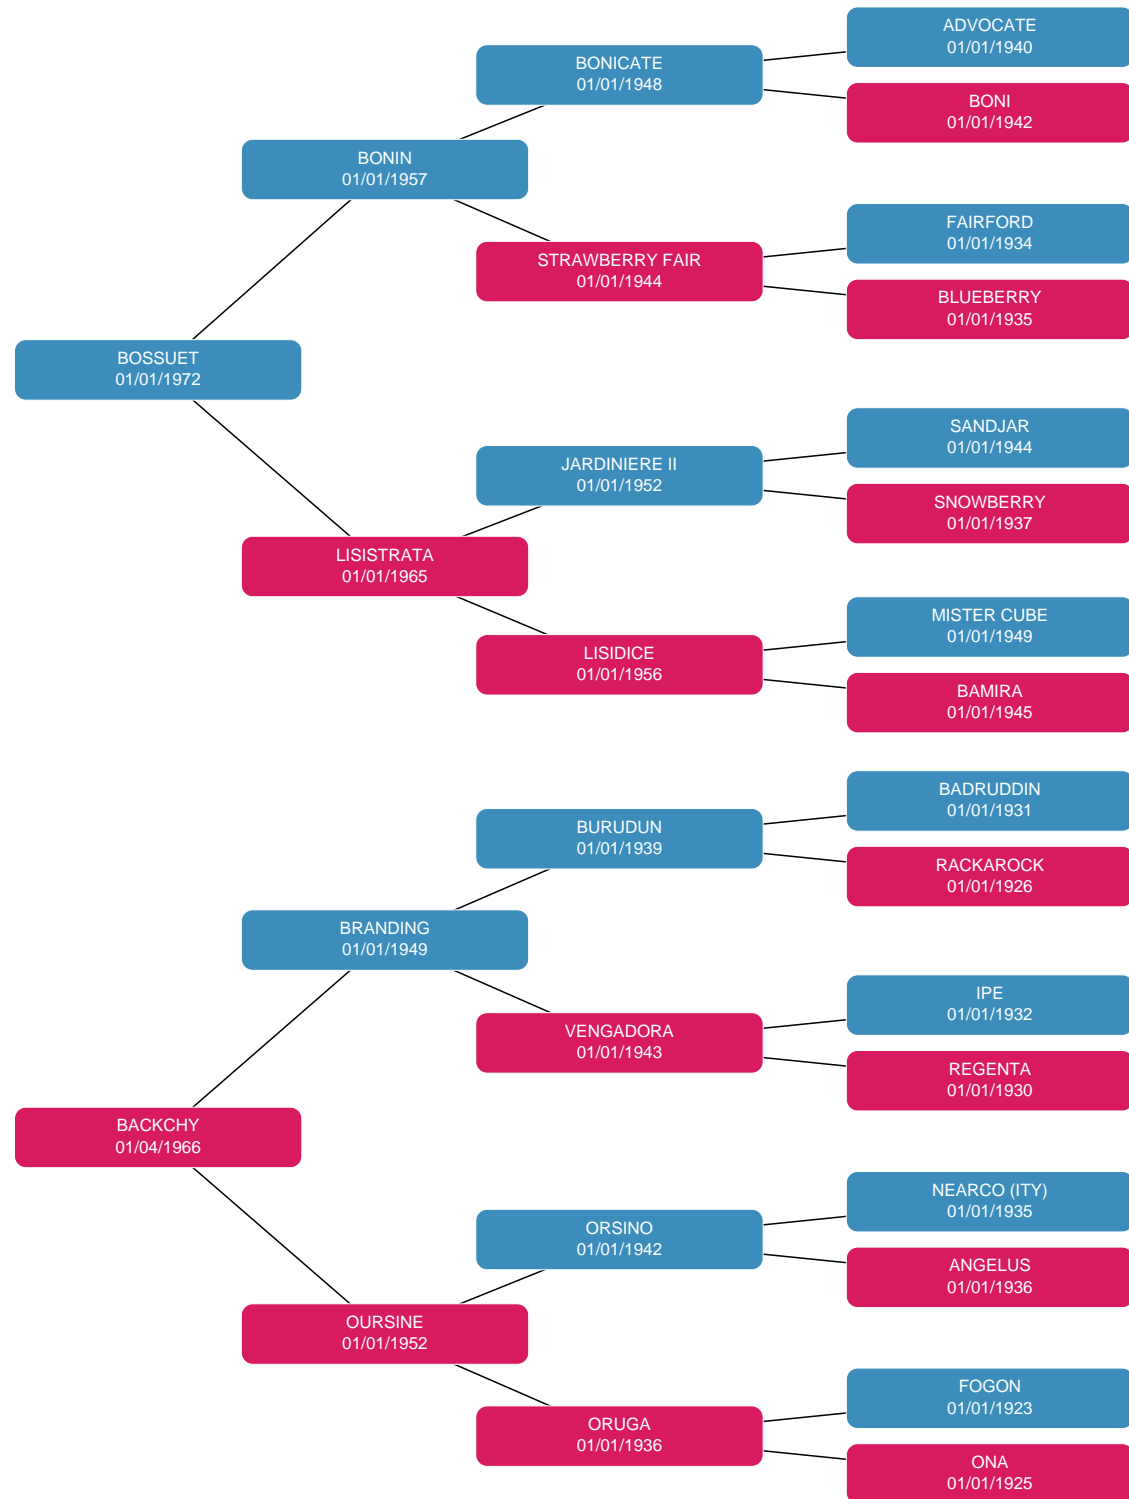 ADVOCATE
01/01/1940
BONICATE
01/01/1948
BONI
01/01/1942
BONIN
01/01/1957
FAIRFORD
01/01/1934
STRAWBERRY FAIR
01/01/1944
BLUEBERRY
01/01/1935
BOSSUET
01/01/1972
SANDJAR
01/01/1944
JARDINIERE II
01/01/1952
SNOWBERRY
01/01/1937
LISISTRATA
01/01/1965
MISTER CUBE
01/01/1949
LISIDICE
01/01/1956
BAMIRA
01/01/1945
BADRUDDIN
01/01/1931
BURUDUN
01/01/1939
RACKAROCK
01/01/1926
BRANDING
01/01/1949
IPE
01/01/1932
VENGADORA
01/01/1943
REGENTA
01/01/1930
BACKCHY
01/04/1966
NEARCO (ITY)
01/01/1935
ORSINO
01/01/1942
ANGELUS
01/01/1936
OURSINE
01/01/1952
FOGON
01/01/1923
ORUGA
01/01/1936
ONA
01/01/1925